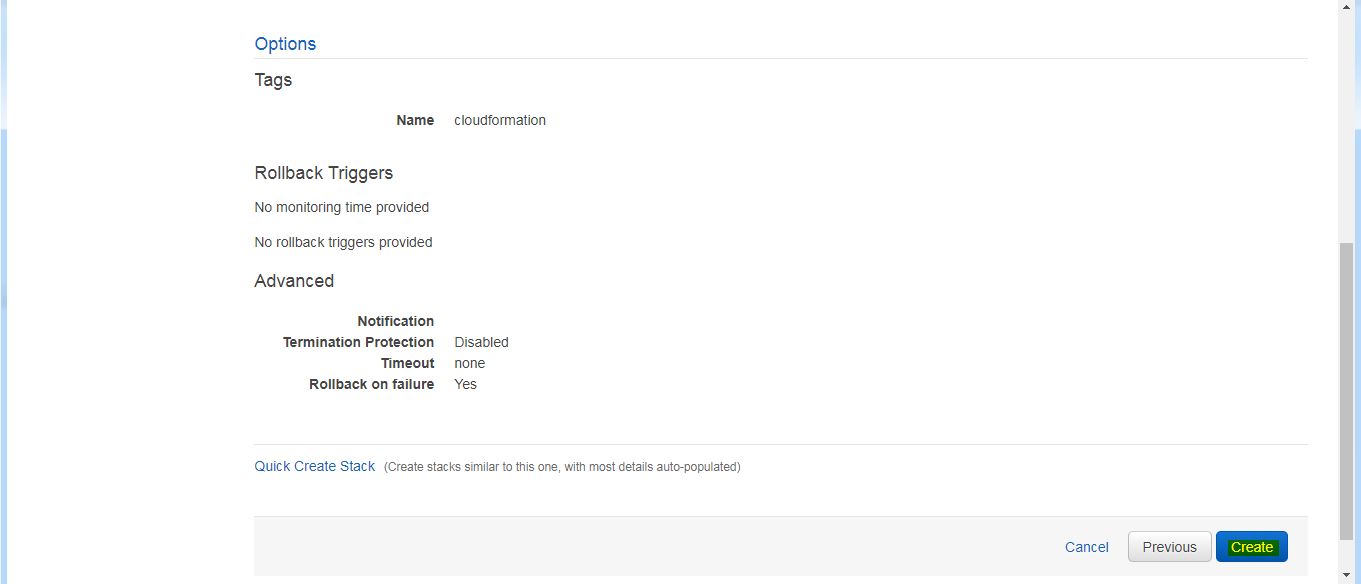 Options
Tags
Name cloudformation
Rollback Triggers
No monitoring time provided
No rollback triggers provided
Advanced
Notification
Termination Protection Disabled
Timeout none
Rollback on failure Yes
Quick Create Stack (Create stacks similar to this one, with most details auto-populated)
Cancel Previous Create